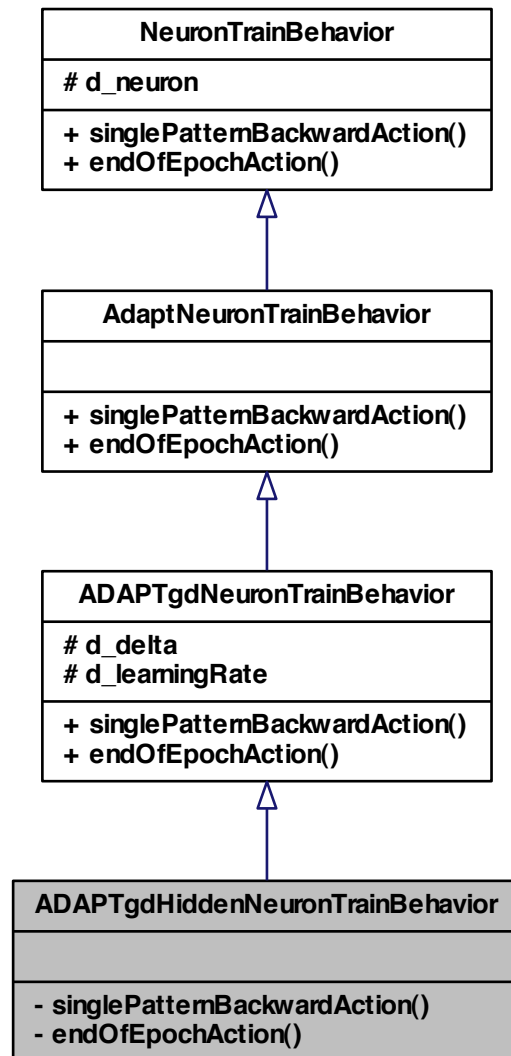 NeuronTrainBehavior
# d_neuron
+ singlePatternBackwardAction()
+ endOfEpochAction()
AdaptNeuronTrainBehavior
+ singlePatternBackwardAction()
+ endOfEpochAction()
ADAPTgdNeuronTrainBehavior
# d_delta
# d_learningRate
+ singlePatternBackwardAction()
+ endOfEpochAction()
ADAPTgdHiddenNeuronTrainBehavior
- singlePatternBackwardAction()
- endOfEpochAction()